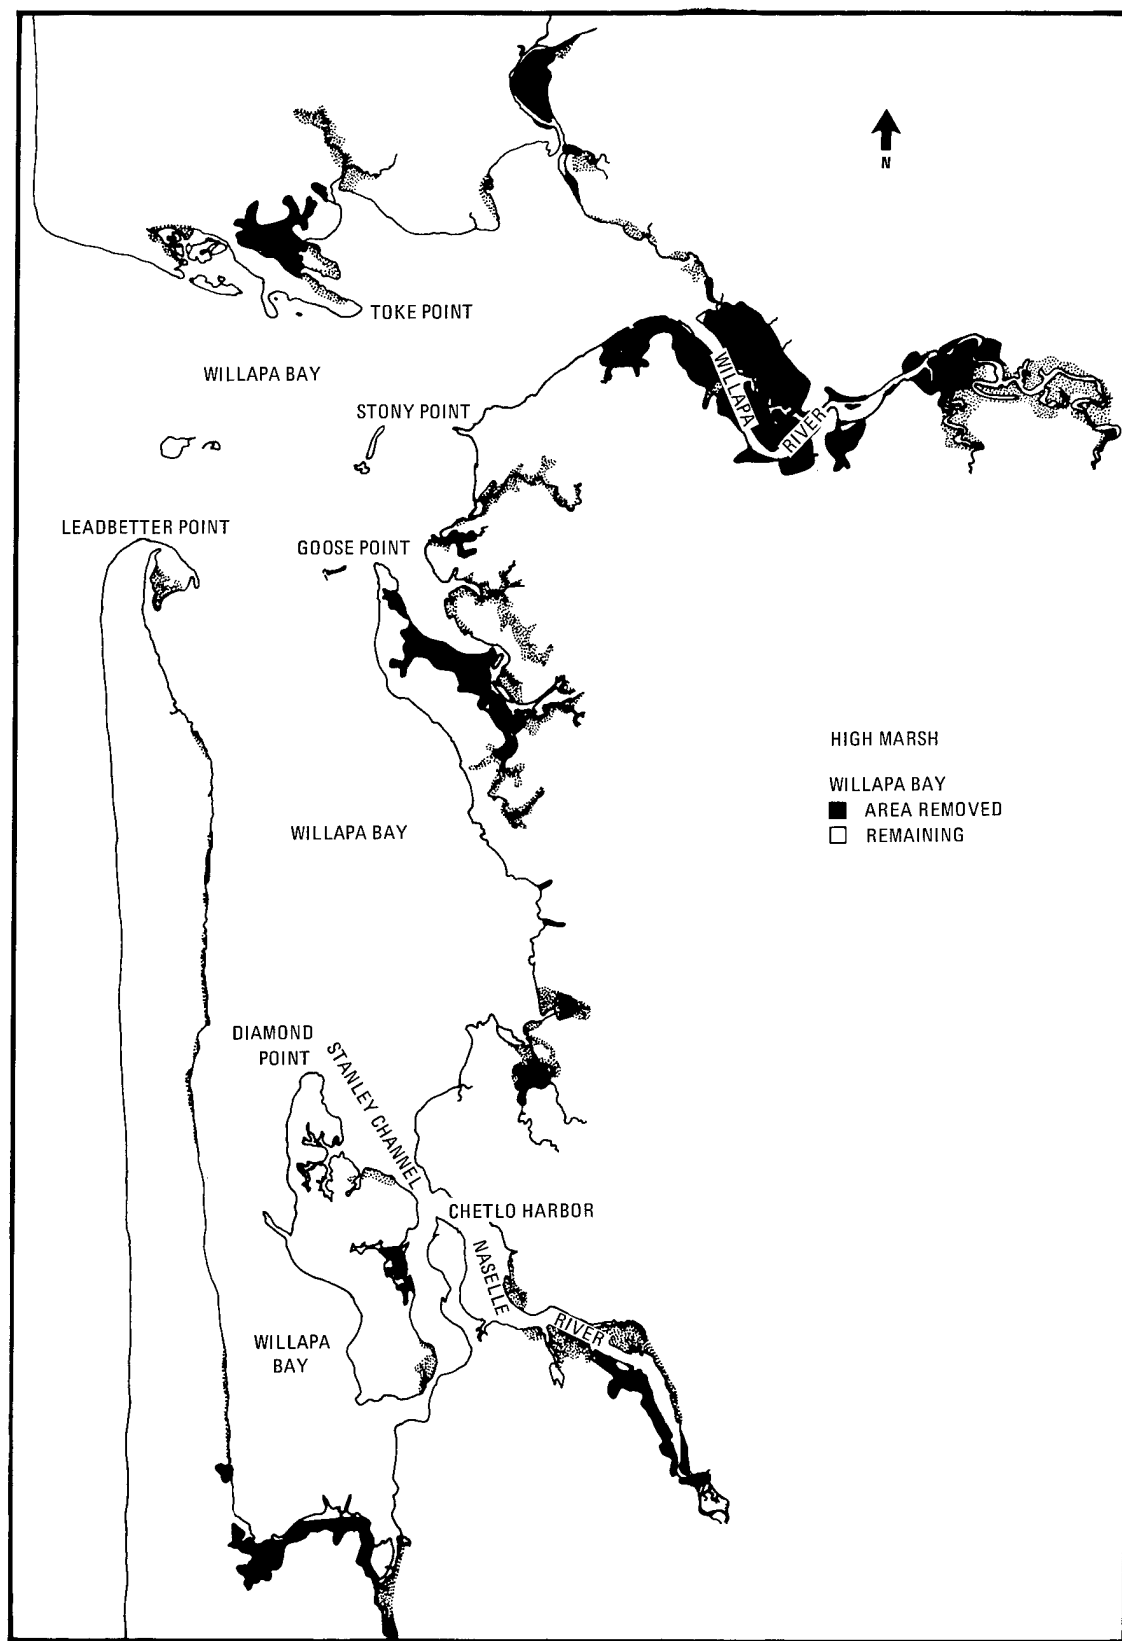 N
TOKE POINT
WILLAPA BAY
STONY POINT
WILLAPA
RIVER
LEADBETTER POINT
GOOSE POINT
HIGH MARSH
WILLAPA BAY
AREA REMOVED
REMAINING
WILLAPA BAY
DIAMOND
POINT
STANLEY CHANNEL
CHETLO HARBOR
NASELLE
RIVER
WILLAPA
BAY